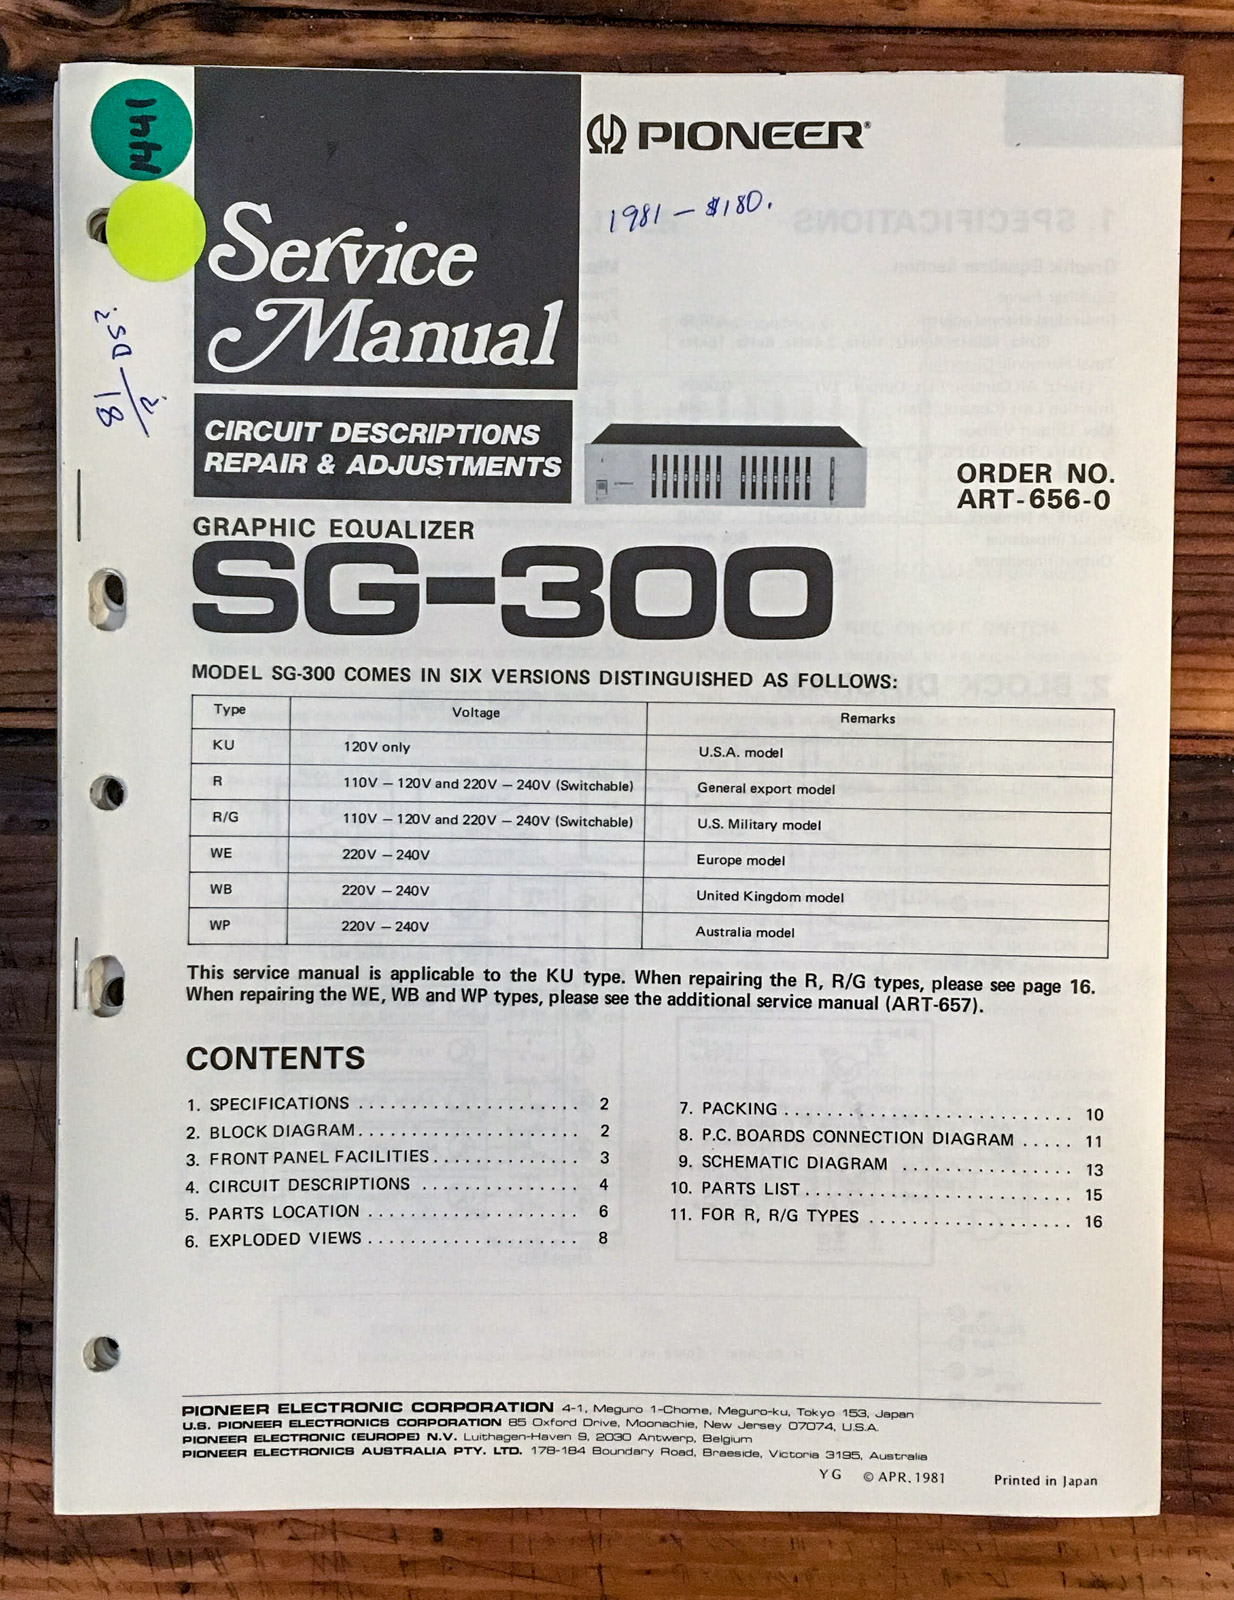 1441
PIONEER®
1981 – $180.
Service
Manual
81 – DS?
CIRCUIT DESCRIPTIONS
REPAIR & ADJUSTMENTS
ORDER NO.
ART-656-0
GRAPHIC EQUALIZER
SG-300
MODEL SG-300 COMES IN SIX VERSIONS DISTINGUISHED AS FOLLOWS:
Type Voltage Remarks
KU 120V only U.S.A. model
R 110V – 120V and 220V – 240V (Switchable) General export model
R/G 110V – 120V and 220V – 240V (Switchable) U.S. Military model
WE 220V – 240V Europe model
WB 220V – 240V United Kingdom model
WP 220V – 240V Australia model
This service manual is applicable to the KU type. When repairing the R, R/G types, please see page 16.
When repairing the WE, WB and WP types, please see the additional service manual (ART-657).
CONTENTS
1. SPECIFICATIONS ..................... 2
2. BLOCK DIAGRAM..................... 2
3. FRONT PANEL FACILITIES.............. 3
4. CIRCUIT DESCRIPTIONS ............... 4
5. PARTS LOCATION .................... 6
6. EXPLODED VIEWS .................... 8
7. PACKING ........................... 10
8. P.C. BOARDS CONNECTION DIAGRAM ..... 11
9. SCHEMATIC DIAGRAM ................ 13
10. PARTS LIST......................... 15
11. FOR R, R/G TYPES ................... 16
PIONEER ELECTRONIC CORPORATION 4-1, Meguro 1-Chome, Meguro-ku, Tokyo 153, Japan
U.S. PIONEER ELECTRONICS CORPORATION 85 Oxford Drive, Moonachie, New Jersey 07074, U.S.A.
PIONEER ELECTRONIC (EUROPE) N.V. Luithagen-Haven 9, 2030 Antwerp, Belgium
PIONEER ELECTRONICS AUSTRALIA PTY. LTD. 178-184 Boundary Road, Braeside, Victoria 3195, Australia
YG © APR. 1981 Printed in Japan